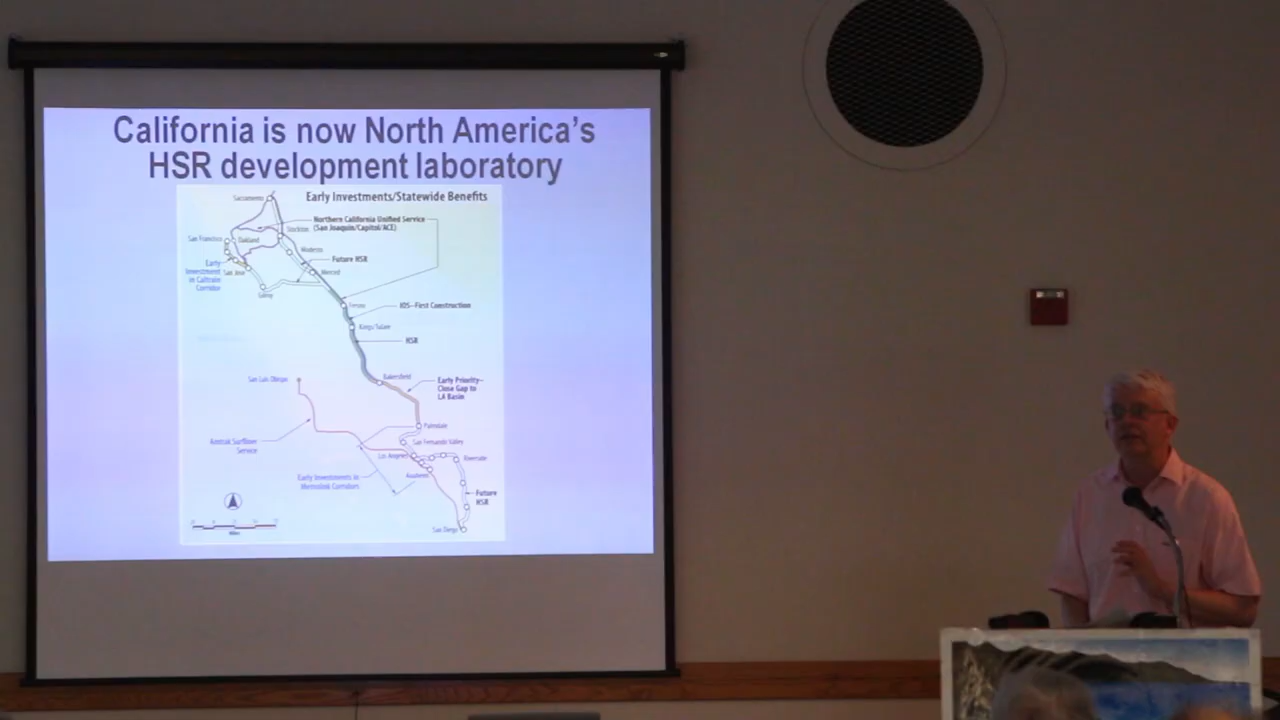 California is now North America's
HSR development laboratory
Early Investments/Statewide Benefits
Sacramento
Northern California Unified Service
(San Joaquin/Capitol/ACE)
Stockton
San Francisco
Oakland
Modesto
Future HSR
Early
Investment
in Caltrain
Corridor
San Jose
Merced
Gilroy
Fresno
IOS–First Construction
Kings/Tulare
HSR
San Luis Obispo
Bakersfield
Early Priority–
Close Gap to
LA Basin
Palmdale
Amtrak Surfliner
Service
San Fernando Valley
Los Angeles
Riverside
Anaheim
Early Investments in
Metrolink Corridors
Future
HSR
San Diego
Miles